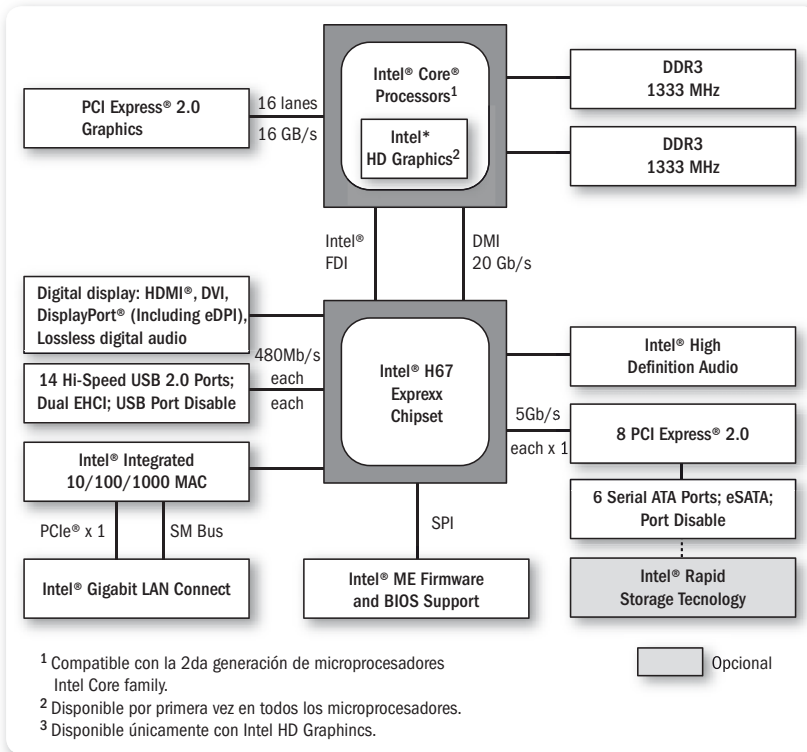 Intel® Core®
Processors¹
Intel*
HD Graphics²
PCI Express® 2.0
Graphics
16 lanes
16 GB/s
DDR3
1333 MHz
DDR3
1333 MHz
Intel®
FDI
DMI
20 Gb/s
Digital display: HDMI®, DVI,
DisplayPort® (Including eDPI),
Lossless digital audio
480Mb/s
each
each
14 Hi-Speed USB 2.0 Ports;
Dual EHCI; USB Port Disable
Intel® H67
Exprexx
Chipset
Intel® High
Definition Audio
5Gb/s
each x 1
8 PCI Express® 2.0
Intel® Integrated
10/100/1000 MAC
6 Serial ATA Ports; eSATA;
Port Disable
PCIe® x 1
SM Bus
SPI
Intel® Gigabit LAN Connect
Intel® ME Firmware
and BIOS Support
Intel® Rapid
Storage Tecnology
¹ Compatible con la 2da generación de microprocesadores
Intel Core family.
² Disponible por primera vez en todos los microprocesadores.
³ Disponible únicamente con Intel HD Graphincs.
Opcional